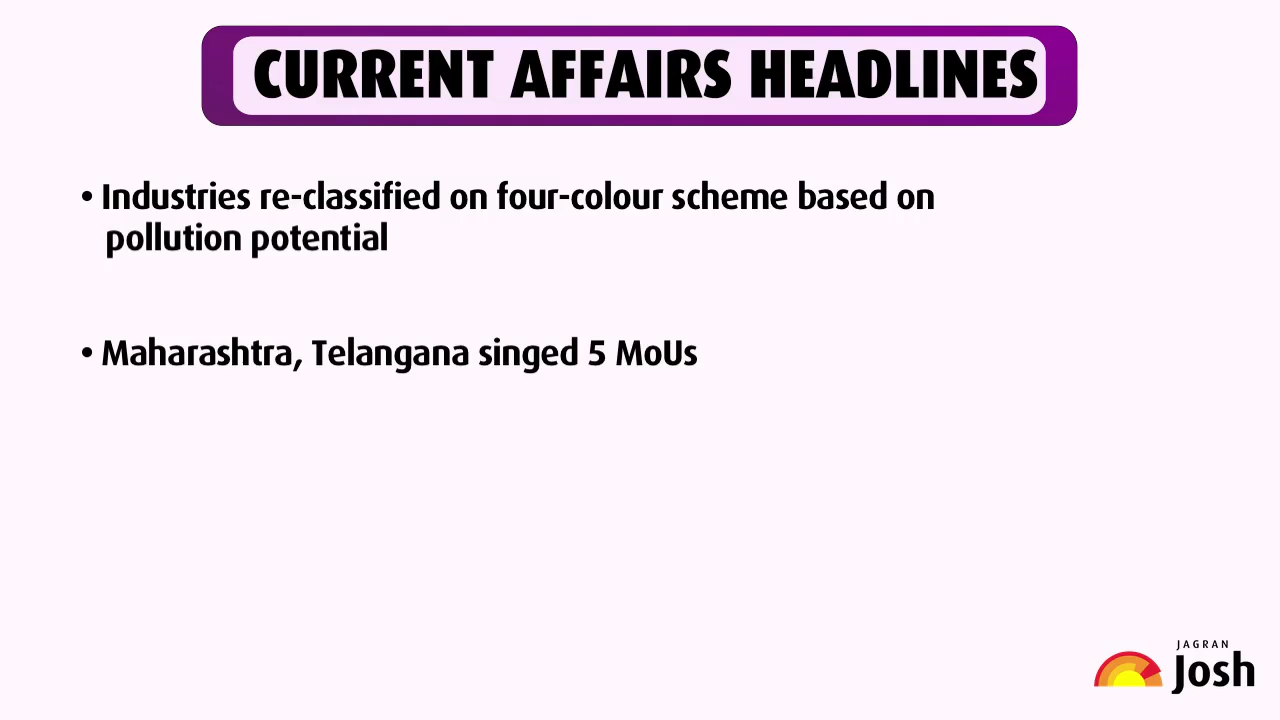 CURRENT AFFAIRS HEADLINES
• Industries re-classified on four-colour scheme based on
pollution potential
• Maharashtra, Telangana singed 5 MoUs
JAGRAN
Josh